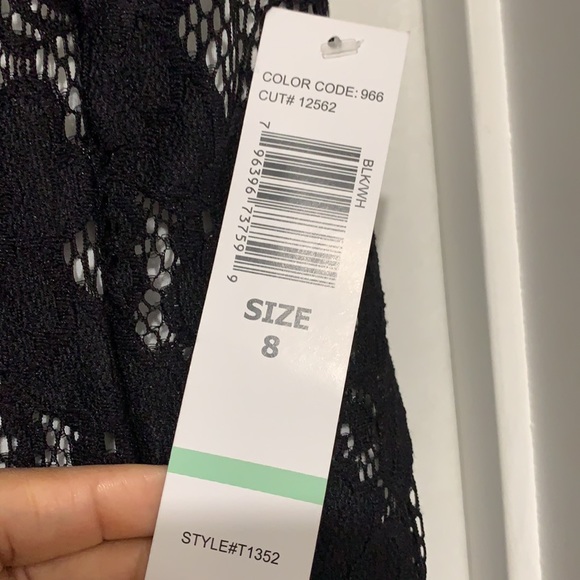 COLOR CODE: 966
CUT# 12562
BLKWH
7 96396 73759 9
SIZE
8
STYLE#T1352